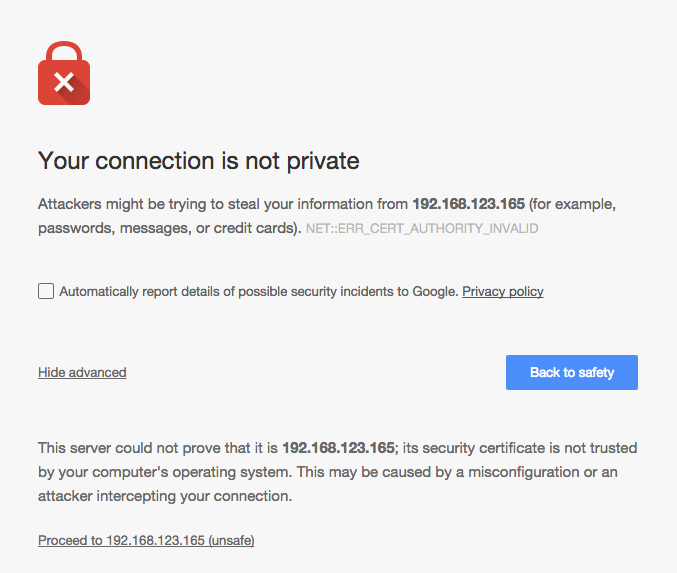 Your connection is not private
Attackers might be trying to steal your information from 192.168.123.165 (for example,
passwords, messages, or credit cards). NET::ERR_CERT_AUTHORITY_INVALID
Automatically report details of possible security incidents to Google. Privacy policy
Hide advanced
Back to safety
This server could not prove that it is 192.168.123.165; its security certificate is not trusted
by your computer's operating system. This may be caused by a misconfiguration or an
attacker intercepting your connection.
Proceed to 192.168.123.165 (unsafe)